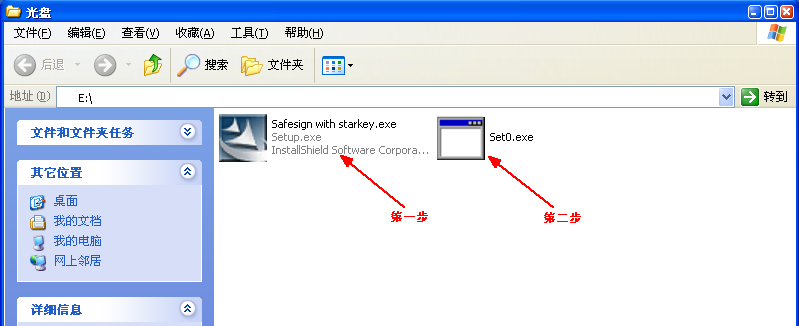 光盘
文件(F) 编辑(E) 查看(V) 收藏(A) 工具(T) 帮助(H)
后退 搜索 文件夹
地址(D) E:\ 转到
文件和文件夹任务
其它位置
桌面
我的文档
我的电脑
网上邻居
详细信息
Safesign with starkey.exe
Setup.exe
InstallShield Software Corpora...
Set0.exe
第一步
第二步